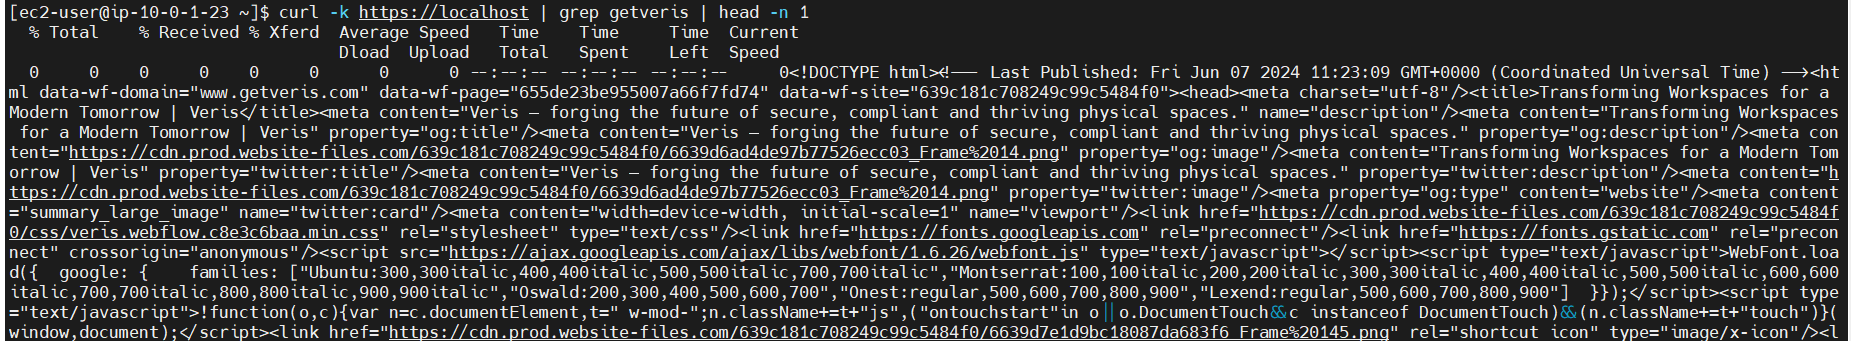 [ec2-user@ip-10-0-1-23 ~]$ curl -k https://localhost | grep getveris | head -n 1
  % Total    % Received % Xferd  Average Speed   Time    Time     Time  Current
                                 Dload  Upload   Total   Spent    Left  Speed
  0     0    0     0    0     0      0      0 --:--:-- --:--:-- --:--:--     0<!DOCTYPE html><!-- Last Published: Fri Jun 07 2024 11:23:09 GMT+0000 (Coordinated Universal Time) --><ht
ml data-wf-domain="www.getveris.com" data-wf-page="655de23be955007a66f7fd74" data-wf-site="639c181c708249c99c5484f0"><head><meta charset="utf-8"/><title>Transforming Workspaces for a
Modern Tomorrow | Veris</title><meta content="Veris – forging the future of secure, compliant and thriving physical spaces." name="description"/><meta content="Transforming Workspaces
 for a Modern Tomorrow | Veris" property="og:title"/><meta content="Veris – forging the future of secure, compliant and thriving physical spaces." property="og:description"/><meta con
tent="https://cdn.prod.website-files.com/639c181c708249c99c5484f0/6639d6ad4de97b77526ecc03_Frame%2014.png" property="og:image"/><meta content="Transforming Workspaces for a Modern Tom
orrow | Veris" property="twitter:title"/><meta content="Veris – forging the future of secure, compliant and thriving physical spaces." property="twitter:description"/><meta content="h
ttps://cdn.prod.website-files.com/639c181c708249c99c5484f0/6639d6ad4de97b77526ecc03_Frame%2014.png" property="twitter:image"/><meta property="og:type" content="website"/><meta content
="summary_large_image" name="twitter:card"/><meta content="width=device-width, initial-scale=1" name="viewport"/><link href="https://cdn.prod.website-files.com/639c181c708249c99c5484f
0/css/veris.webflow.c8e3c6baa.min.css" rel="stylesheet" type="text/css"/><link href="https://fonts.googleapis.com" rel="preconnect"/><link href="https://fonts.gstatic.com" rel="precon
nect" crossorigin="anonymous"/><script src="https://ajax.googleapis.com/ajax/libs/webfont/1.6.26/webfont.js" type="text/javascript"></script><script type="text/javascript">WebFont.loa
d({  google: {    families: ["Ubuntu:300,300italic,400,400italic,500,500italic,700,700italic","Montserrat:100,100italic,200,200italic,300,300italic,400,400italic,500,500italic,600,600
italic,700,700italic,800,800italic,900,900italic","Oswald:200,300,400,500,600,700","Onest:regular,500,600,700,800,900","Lexend:regular,500,600,700,800,900"]  }});</script><script type
="text/javascript">!function(o,c){var n=c.documentElement,t=" w-mod-";n.className+=t+"js",("ontouchstart"in o||o.DocumentTouch&&c instanceof DocumentTouch)&&(n.className+=t+"touch")}(
window,document);</script><link href="https://cdn.prod.website-files.com/639c181c708249c99c5484f0/6639d7e1d9bc18087da683f6_Frame%20145.png" rel="shortcut icon" type="image/x-icon"/><l